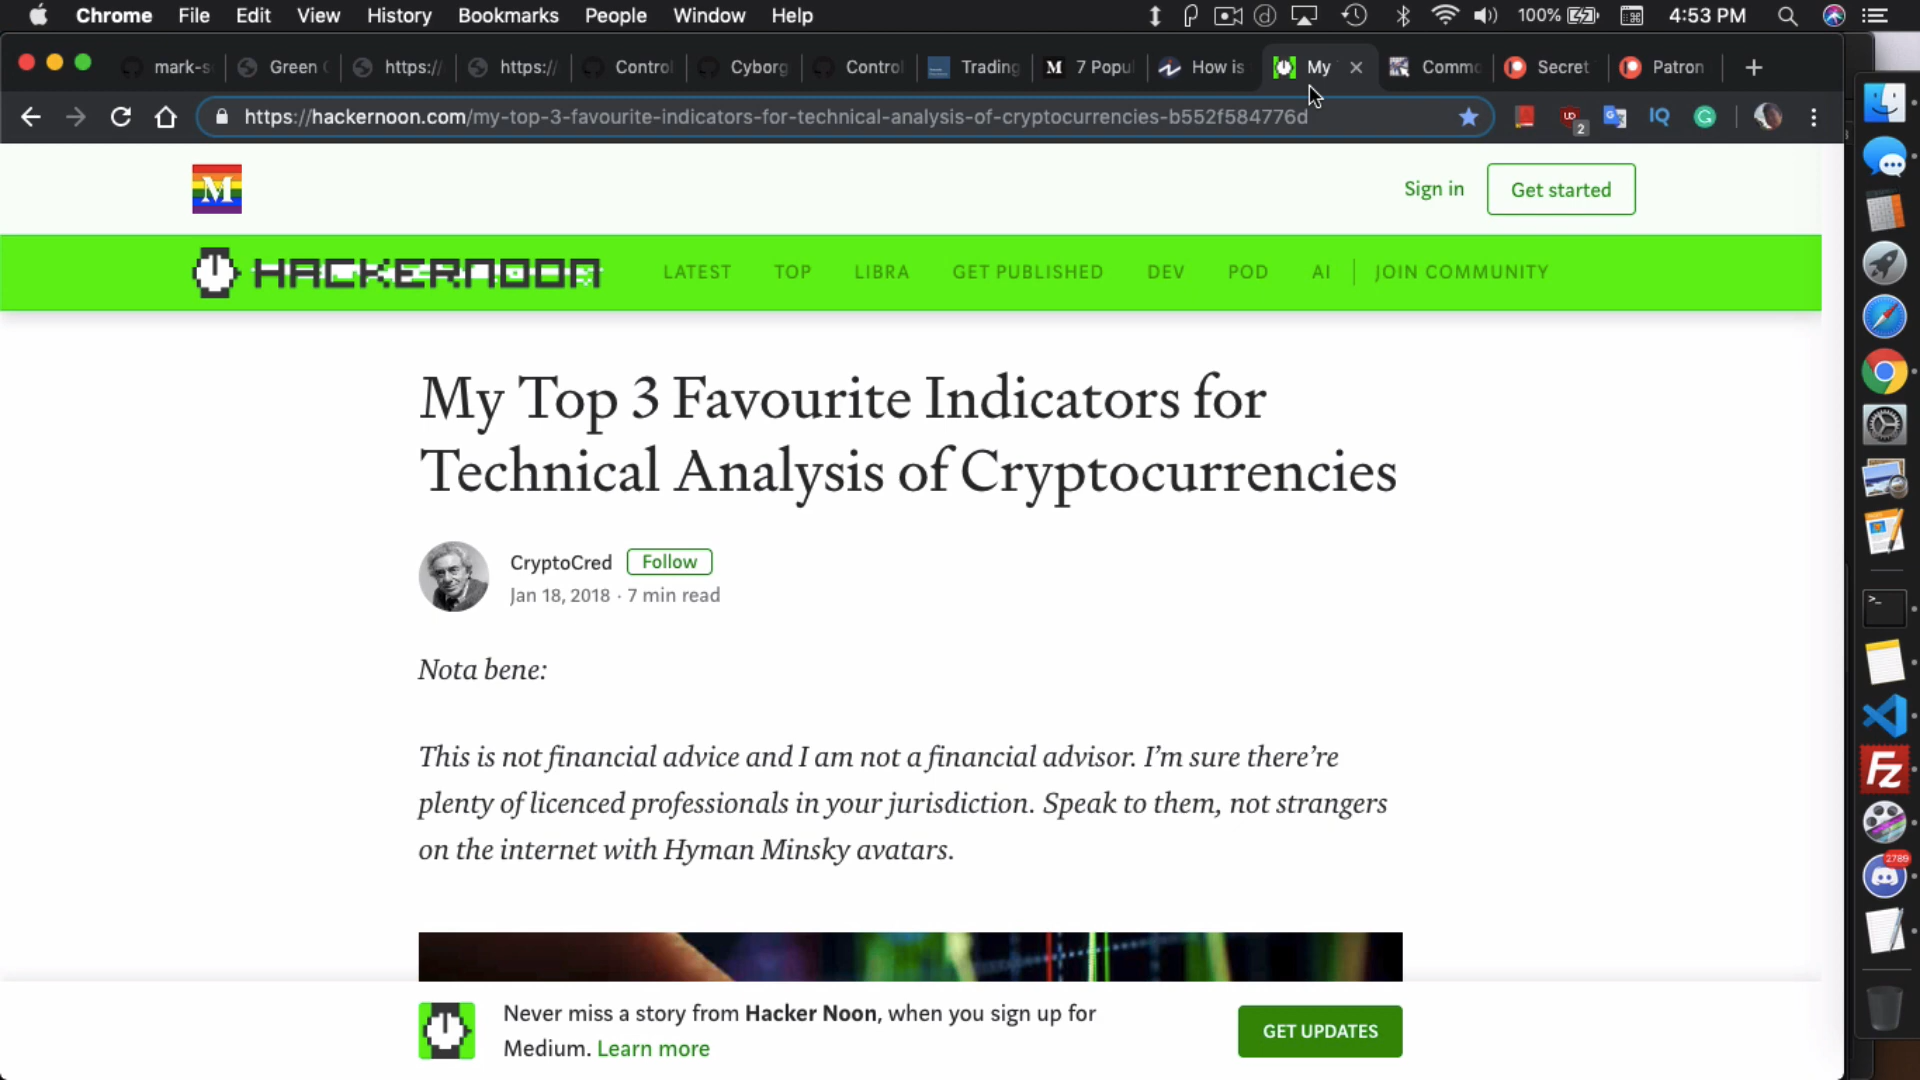 Chrome File Edit View History Bookmarks People Window Help 100% 4:53 PM
mark-s Green https:/ https:/ Control Cyborg Control Trading M 7 Popul How is My Commo Secret Patron
https://hackernoon.com/my-top-3-favourite-indicators-for-technical-analysis-of-cryptocurrencies-b552f584776d
2 IQ G
M Sign in Get started
HACKERNOON LATEST TOP LIBRA GET PUBLISHED DEV POD AI JOIN COMMUNITY
My Top 3 Favourite Indicators for
Technical Analysis of Cryptocurrencies
CryptoCred Follow
Jan 18, 2018 · 7 min read
Nota bene:
This is not financial advice and I am not a financial advisor. I’m sure there’re
plenty of licenced professionals in your jurisdiction. Speak to them, not strangers
on the internet with Hyman Minsky avatars.
Never miss a story from Hacker Noon, when you sign up for
Medium. Learn more
GET UPDATES
FZ
2789